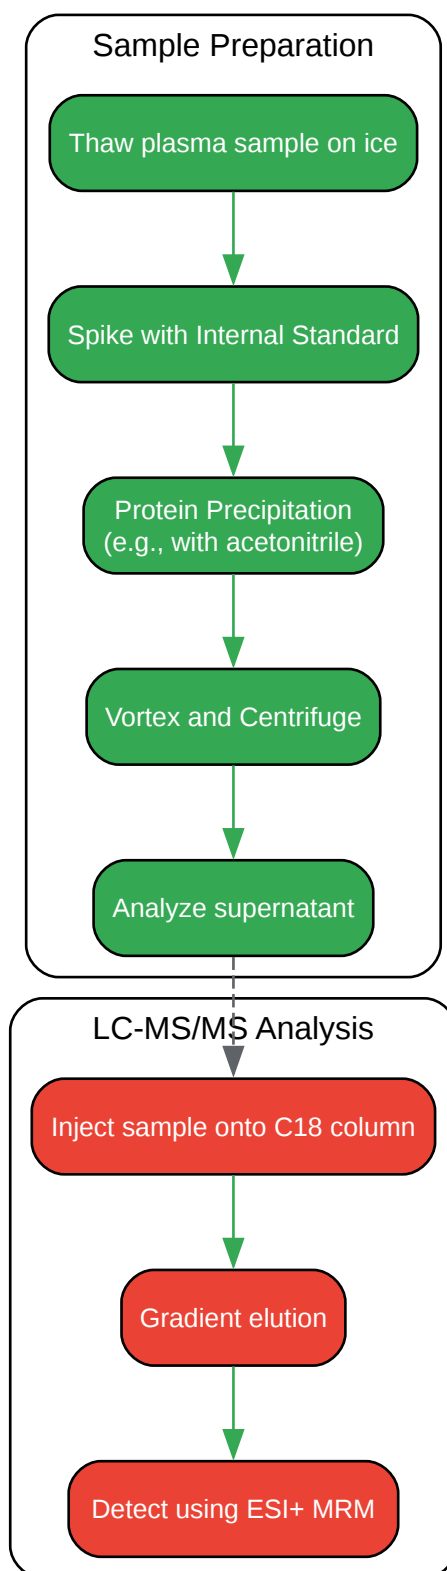 Sample Preparation
Thaw plasma sample on ice
Spike with Internal Standard
Protein Precipitation
(e.g., with acetonitrile)
Vortex and Centrifuge
Analyze supernatant
LC-MS/MS Analysis
Inject sample onto C18 column
Gradient elution
Detect using ESI+ MRM